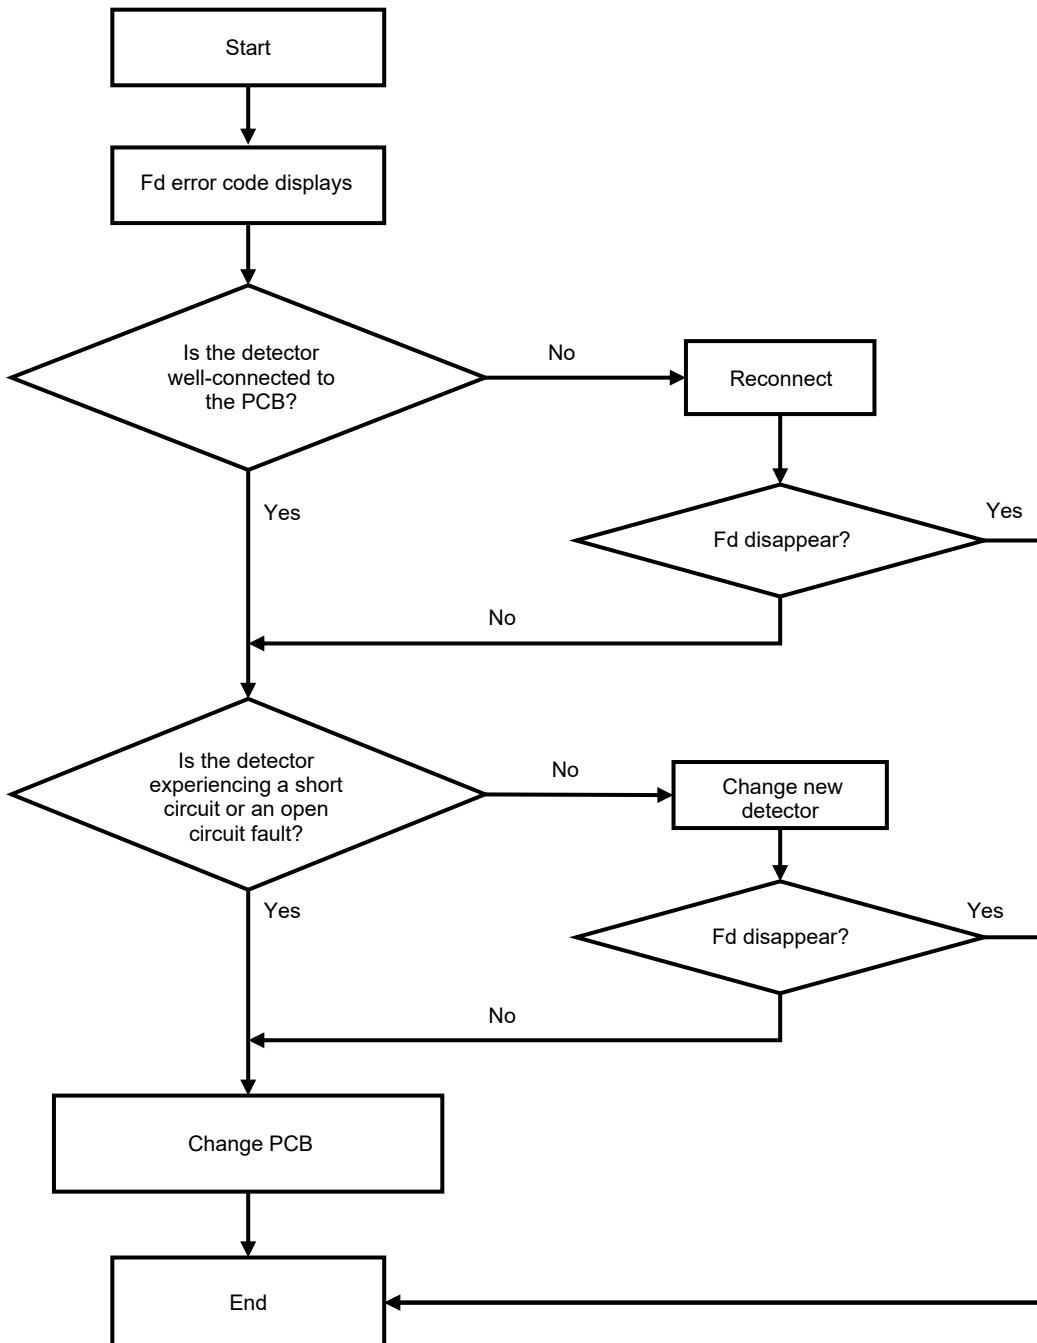 Start
Fd error code displays
Is the detector
well-connected to
the PCB?
No
Reconnect
Yes
Fd disappear?
Yes
No
Is the detector
experiencing a short
circuit or an open
circuit fault?
No
Change new
detector
Yes
Fd disappear?
Yes
No
Change PCB
End